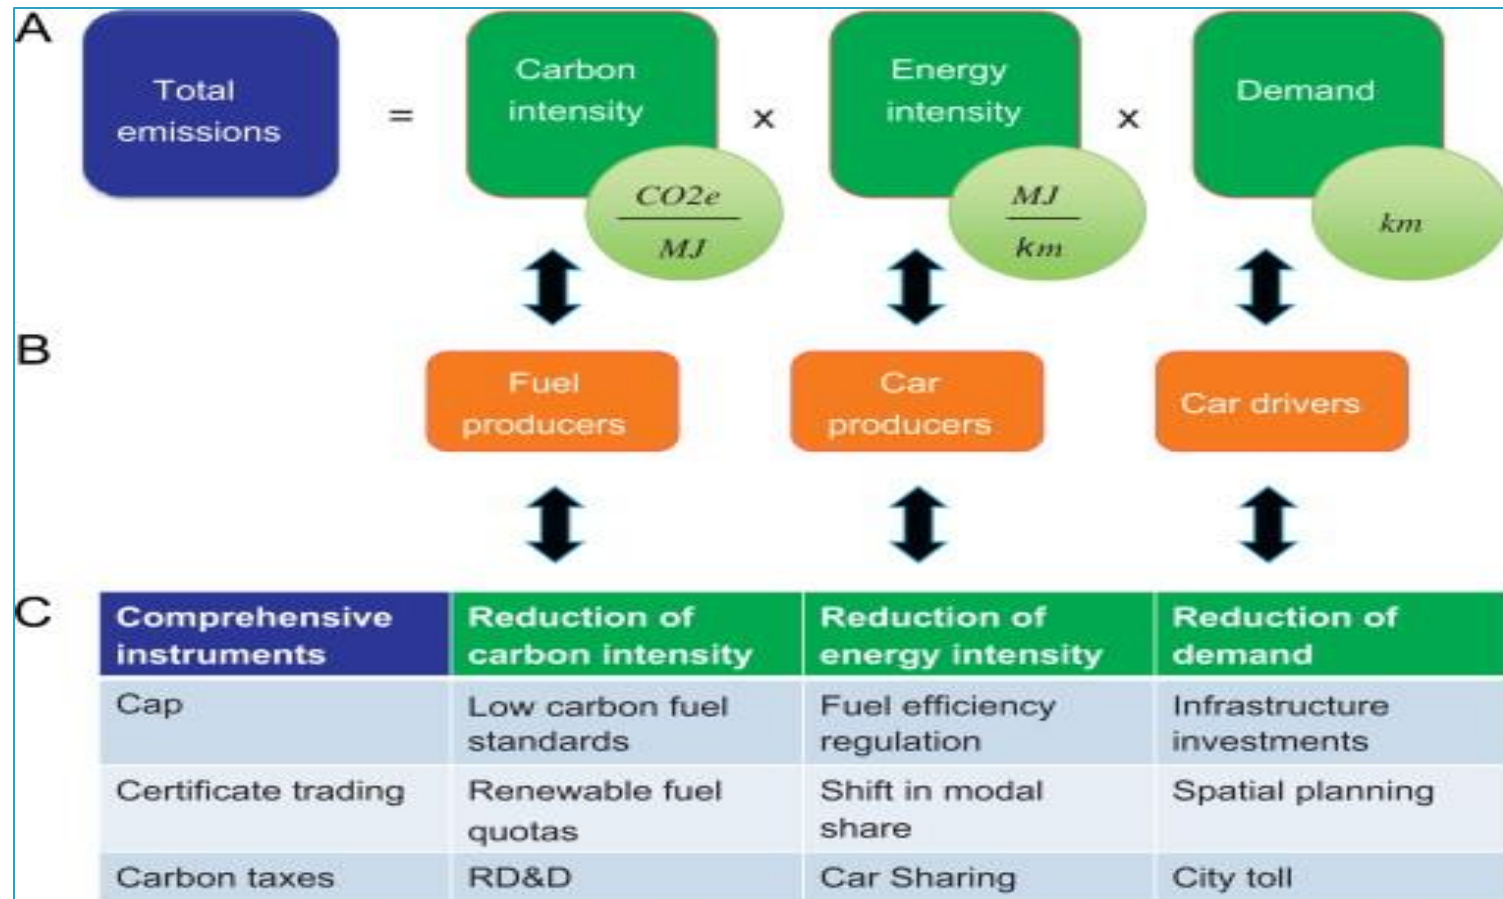 A
Total
emissions
=
Carbon
intensity
x
Energy
intensity
x
Demand
CO2e
MJ
MJ
km
km
B
Fuel
producers
Car
producers
Car drivers
C
Comprehensive
instruments
Reduction of
carbon intensity
Reduction of
energy intensity
Reduction of
demand
Cap
Low carbon fuel
standards
Fuel efficiency
regulation
Infrastructure
investments
Certificate trading
Renewable fuel
quotas
Shift in modal
share
Spatial planning
Carbon taxes
RD&D
Car Sharing
City toll